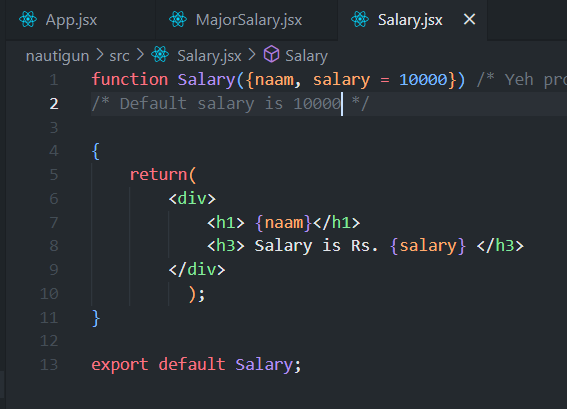 App.jsx MajorSalary.jsx Salary.jsx ×
nautigun > src > Salary.jsx > Salary
1 function Salary({naam, salary = 10000}) /* Yeh
2 /* Default salary is 10000 */
3
4 {
5 return(
6 <div>
7 <h1> {naam}</h1>
8 <h3> Salary is Rs. {salary} </h3>
9 </div>
10 );
11 }
12
13 export default Salary;